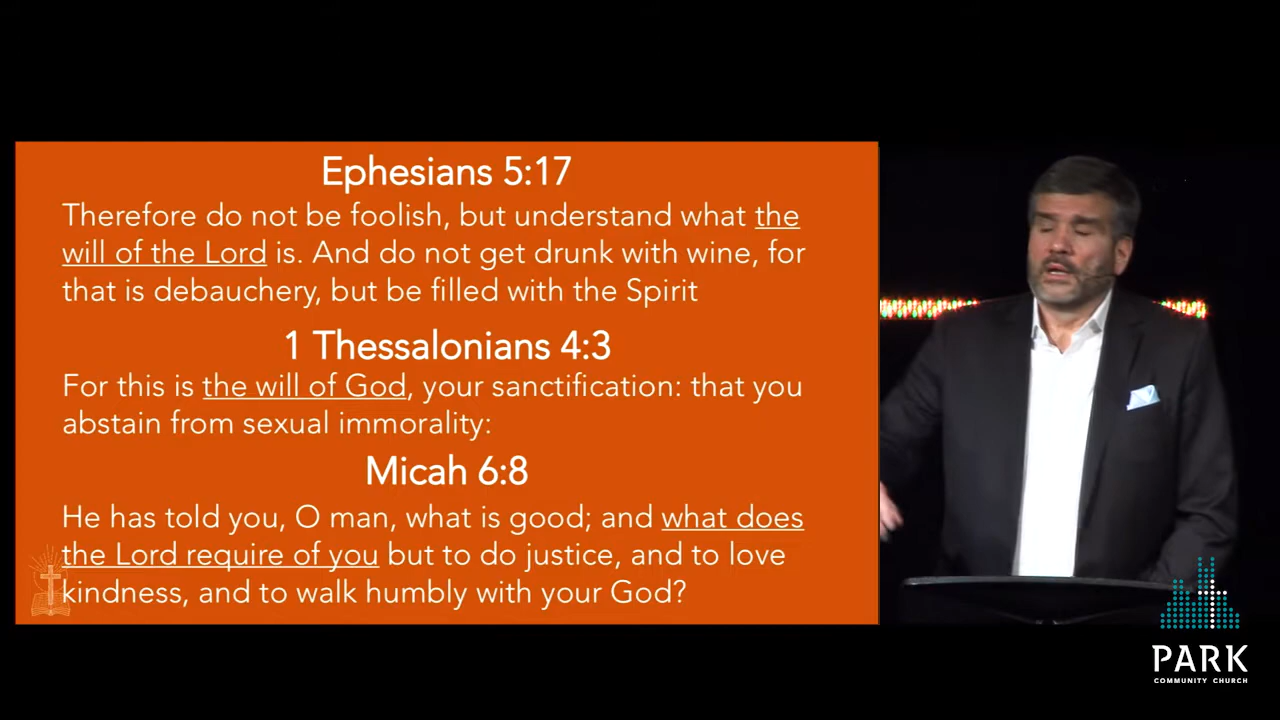 Ephesians 5:17
Therefore do not be foolish, but understand what the
will of the Lord is. And do not get drunk with wine, for
that is debauchery, but be filled with the Spirit
1 Thessalonians 4:3
For this is the will of God, your sanctification: that you
abstain from sexual immorality:
Micah 6:8
He has told you, O man, what is good; and what does
the Lord require of you but to do justice, and to love
kindness, and to walk humbly with your God?
PARK
COMMUNITY CHURCH